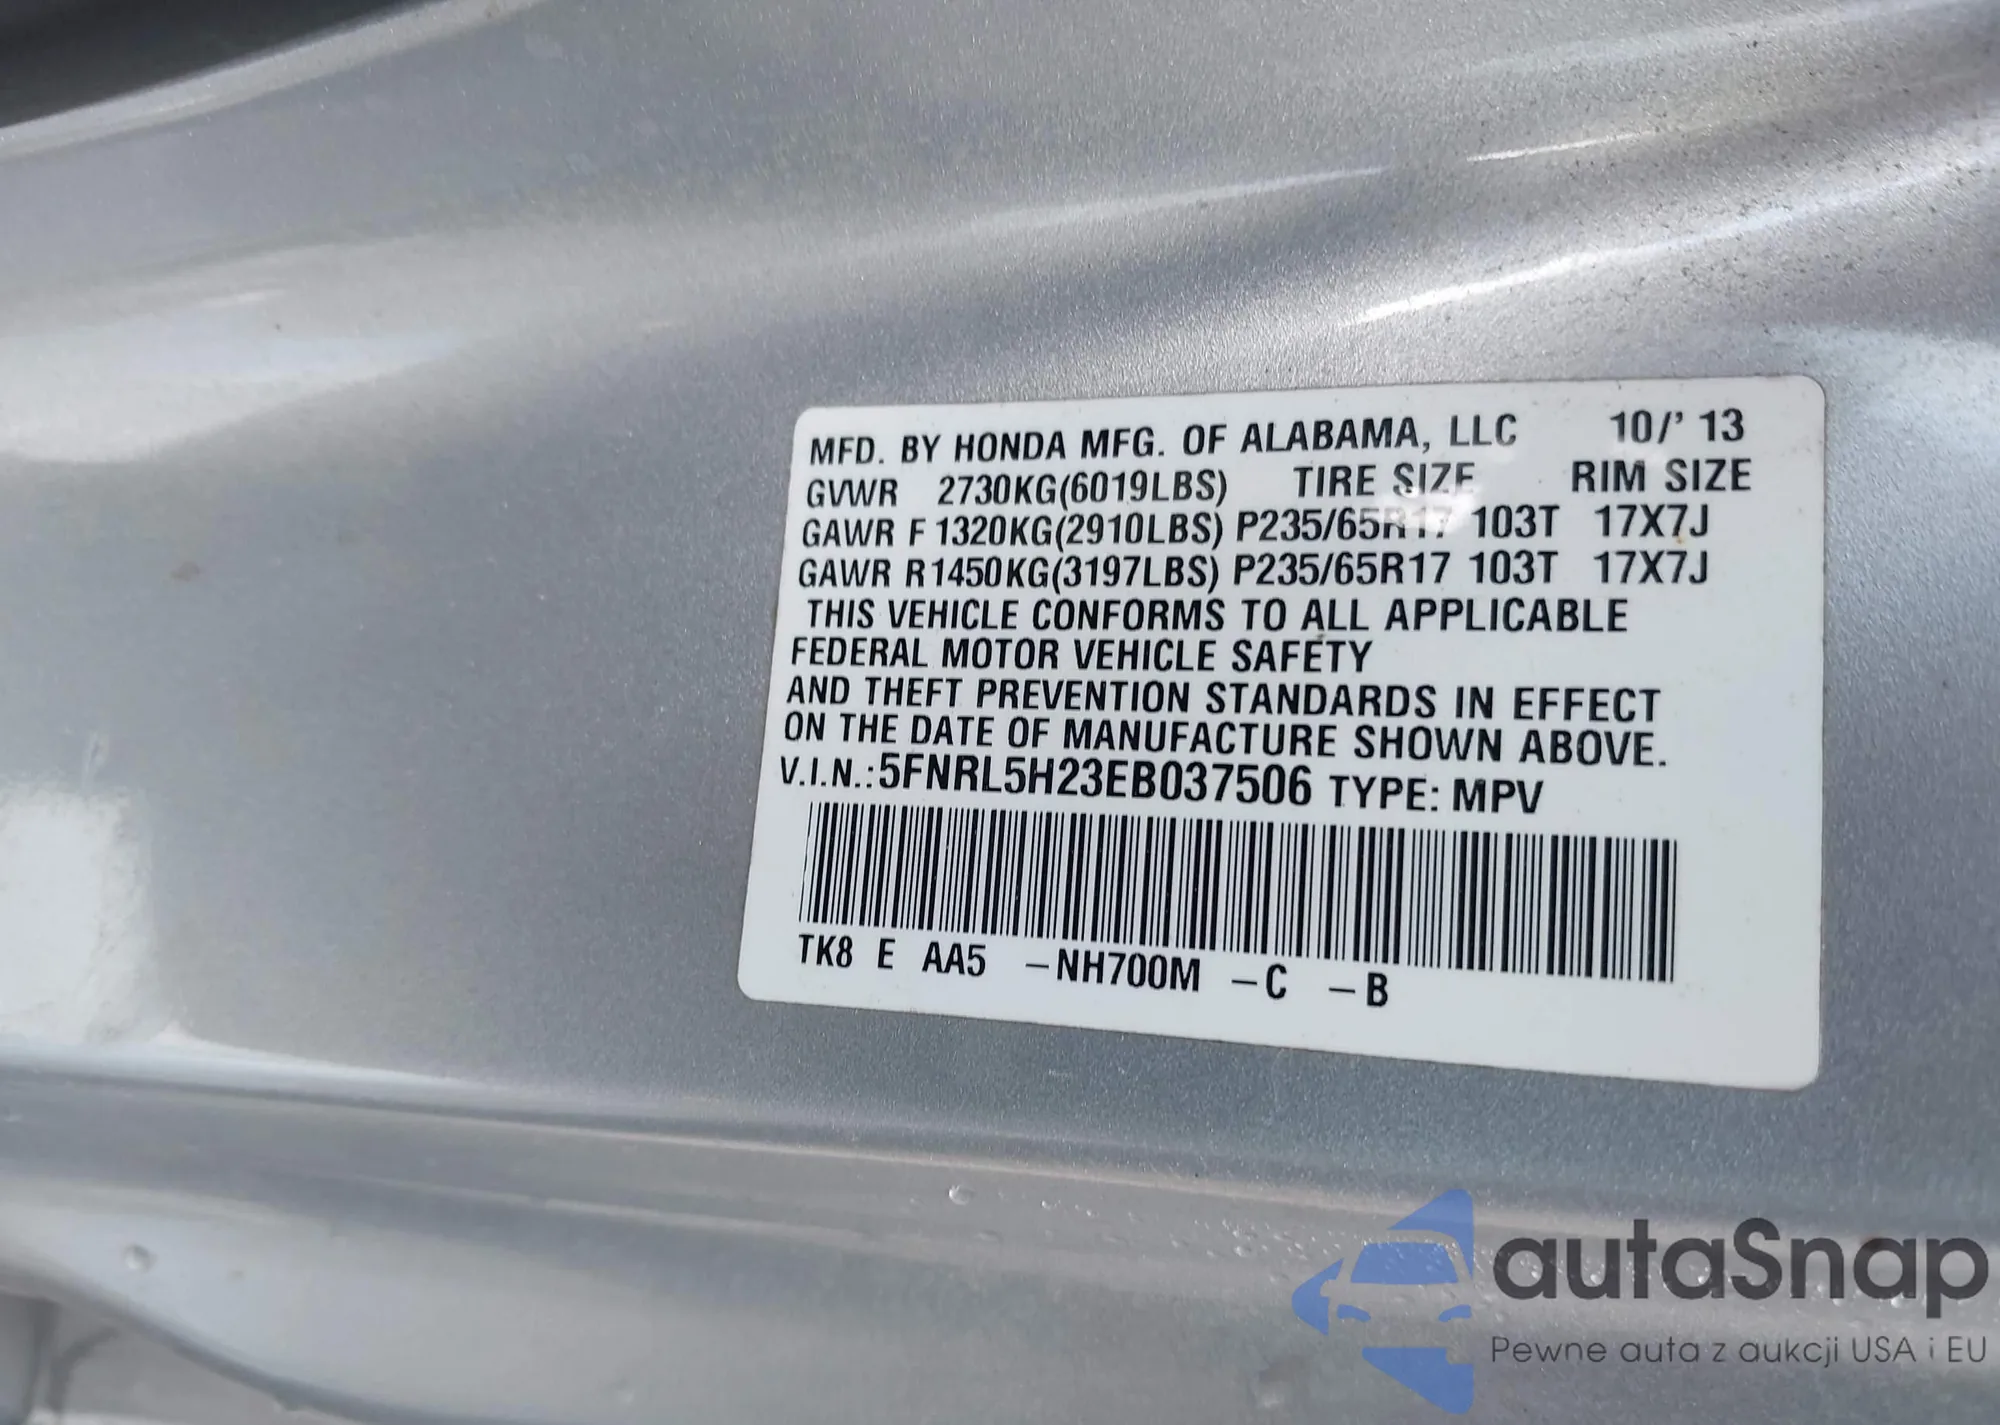 MFD. BY HONDA MFG. OF ALABAMA, LLC 10/' 13
GVWR 2730KG(6019LBS) TIRE SIZE RIM SIZE
GAWR F 1320KG(2910LBS) P235/65R17 103T 17X7J
GAWR R1450KG(3197LBS) P235/65R17 103T 17X7J
THIS VEHICLE CONFORMS TO ALL APPLICABLE
FEDERAL MOTOR VEHICLE SAFETY
AND THEFT PREVENTION STANDARDS IN EFFECT
ON THE DATE OF MANUFACTURE SHOWN ABOVE.
V.I.N.:5FNRL5H23EB037506 TYPE: MPV
TK8 E AA5 –NH700M –C –B
autaSnap
Pewne auta z aukcji USA i EU